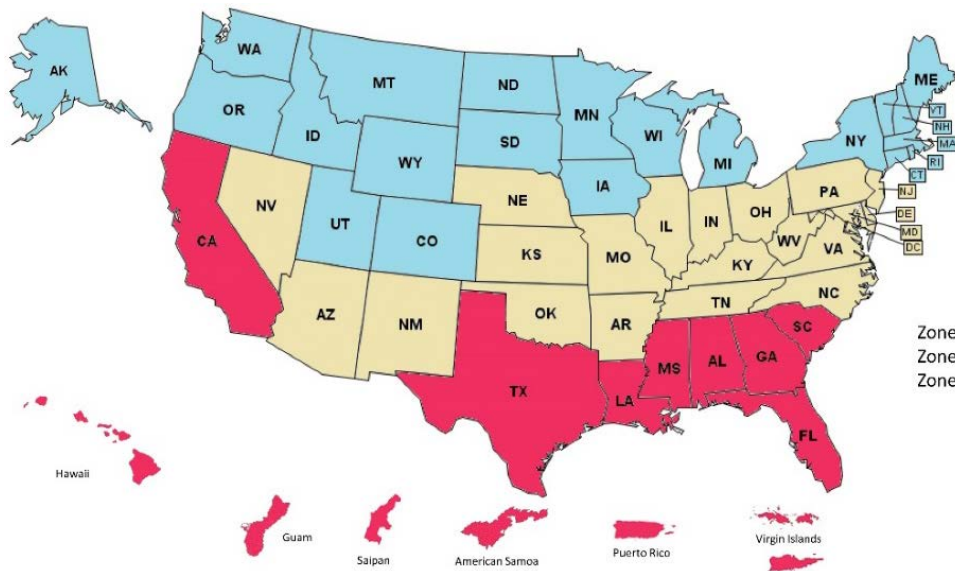 WA
AK
MT
ND
ME
MN
OR
VT
ID
NH
WI
NY
SD
MA
WY
MI
RI
CT
IA
PA
NE
NJ
NV
OH
IL
IN
DE
UT
CO
WV
MD
CA
VA
KS
MO
DC
KY
NC
TN
AZ
OK
NM
AR
SC
Zone
MS
AL
GA
Zone
Zone
TX
LA
FL
Hawaii
Guam
Saipan
American Samoa
Puerto Rico
Virgin Islands